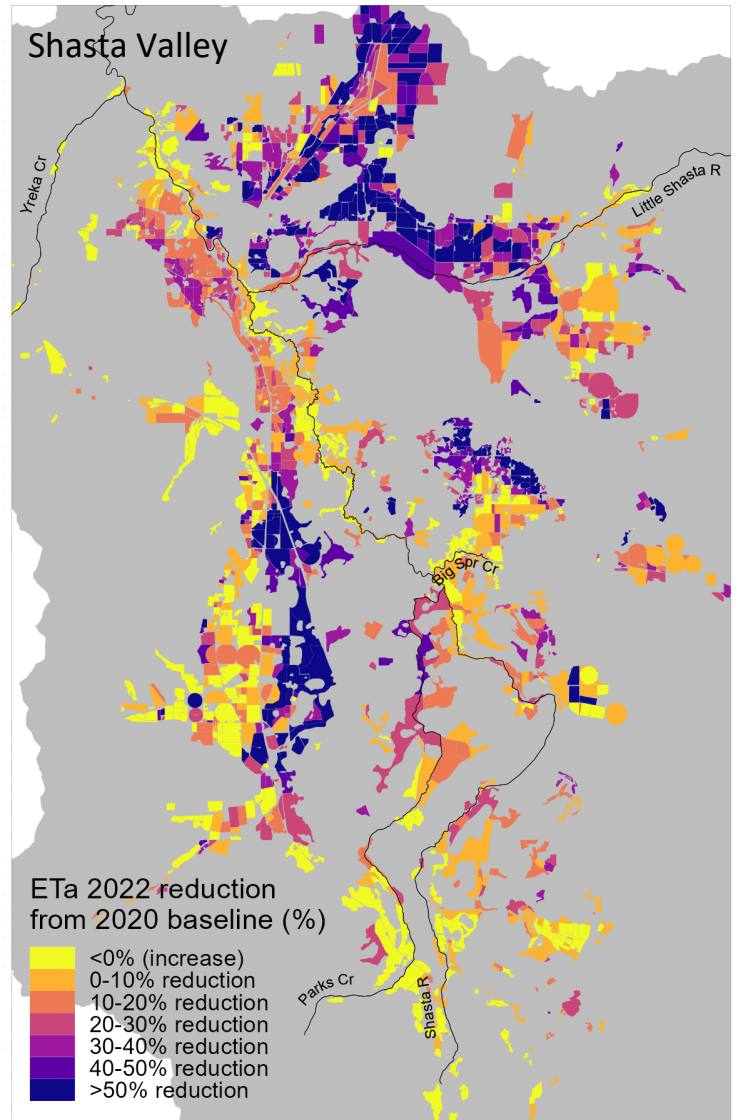 Shasta Valley
Yreka Cr
Little Shasta R
Big Spr Cr
Parks Cr
Shasta R
ETa 2022 reduction
from 2020 baseline (%)
<0% (increase)
0-10% reduction
10-20% reduction
20-30% reduction
30-40% reduction
40-50% reduction
>50% reduction